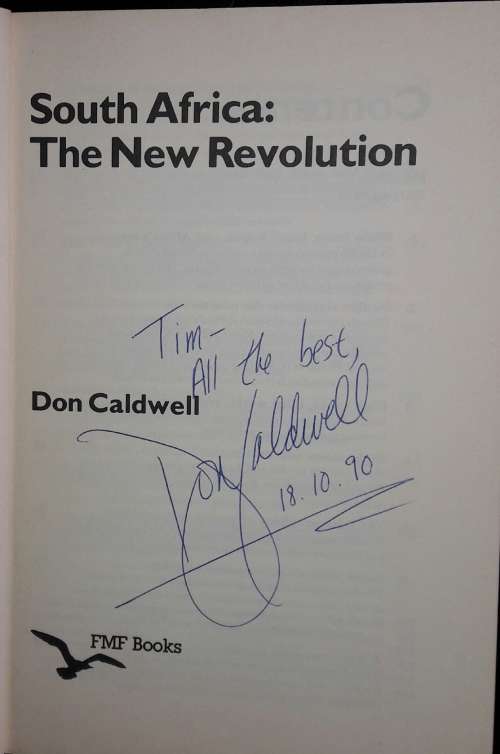 South Africa:
The New Revolution
Tim-
All the best,
Don Caldwell
Don Caldwell
18.10.90
FMF Books